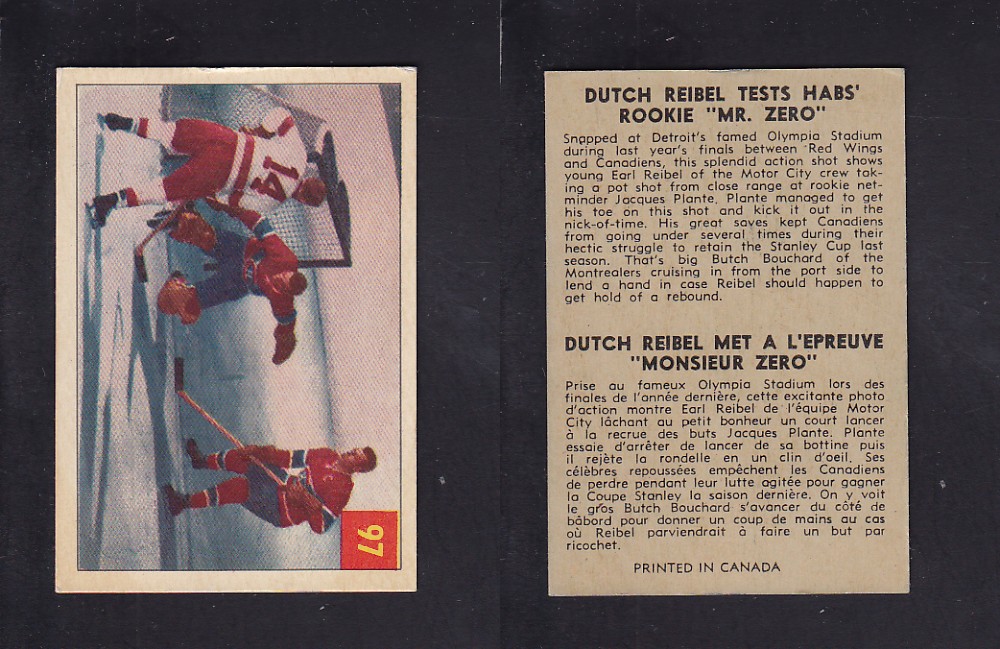 14
97
DUTCH REIBEL TESTS HABS'
ROOKIE "MR. ZERO"
Snapped at Detroit's famed Olympia Stadium
during last year's finals between Red Wings
and Canadiens, this splendid action shot shows
young Earl Reibel of the Motor City crew tak-
ing a pot shot from close range at rookie net-
minder Jacques Plante. Plante managed to get
his toe on this shot and kick it out in the
nick-of-time. His great saves kept Canadiens
from going under several times during their
hectic struggle to retain the Stanley Cup last
season. That's big Butch Bouchard of the
Montrealers cruising in from the port side to
lend a hand in case Reibel should happen to
get hold of a rebound.
DUTCH REIBEL MET A L'EPREUVE
"MONSIEUR ZERO"
Prise au fameux Olympia Stadium lors des
finales de l'année dernière, cette excitante photo
d'action montre Earl Reibel de l'équipe Motor
City lâchant au petit bonheur un court lancer
à la recrue des buts Jacques Plante. Plante
essaie d'arrêter de lancer de sa bottine puis
il rejète la rondelle en un clin d'oeil. Ses
célèbres repoussées empêchent les Canadiens
de perdre pendant leur lutte agitée pour gagner
la Coupe Stanley la saison dernière. On y voit
le gros Butch Bouchard s'avancer du côté de
bâbord pour donner un coup de mains au cas
où Reibel parviendrait à faire un but par
ricochet.
PRINTED IN CANADA